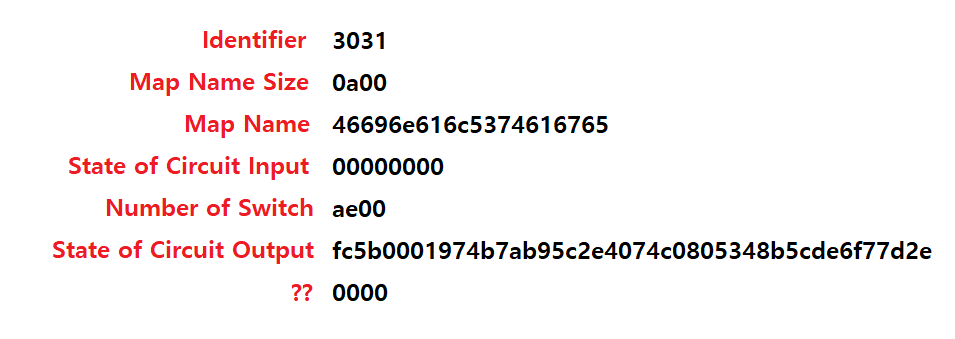 Identifier 3031
Map Name Size 0a00
Map Name 46696e616c5374616765
State of Circuit Input 00000000
Number of Switch ae00
State of Circuit Output fc5b0001974b7ab95c2e4074c0805348b5cde6f77d2e
?? 0000